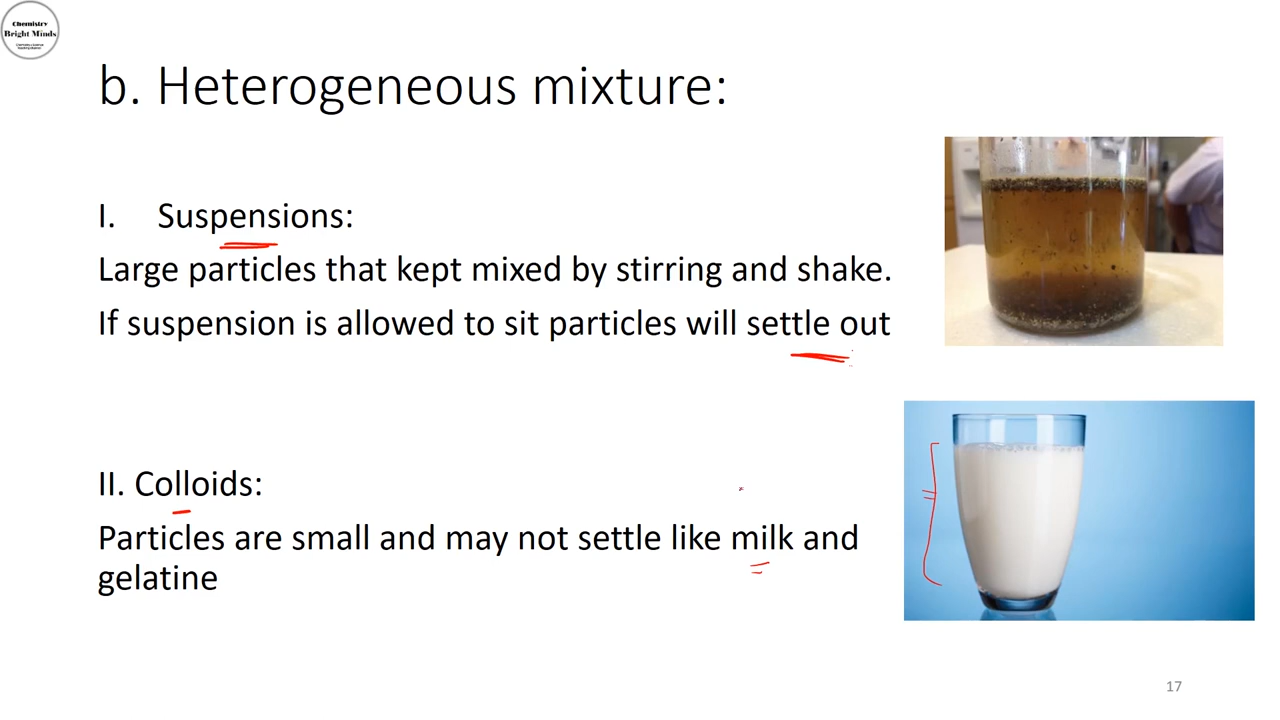 Chemistry
Bright Minds
b. Heterogeneous mixture:
I. Suspensions:
Large particles that kept mixed by stirring and shake.
If suspension is allowed to sit particles will settle out
II. Colloids:
Particles are small and may not settle like milk and
gelatine
17